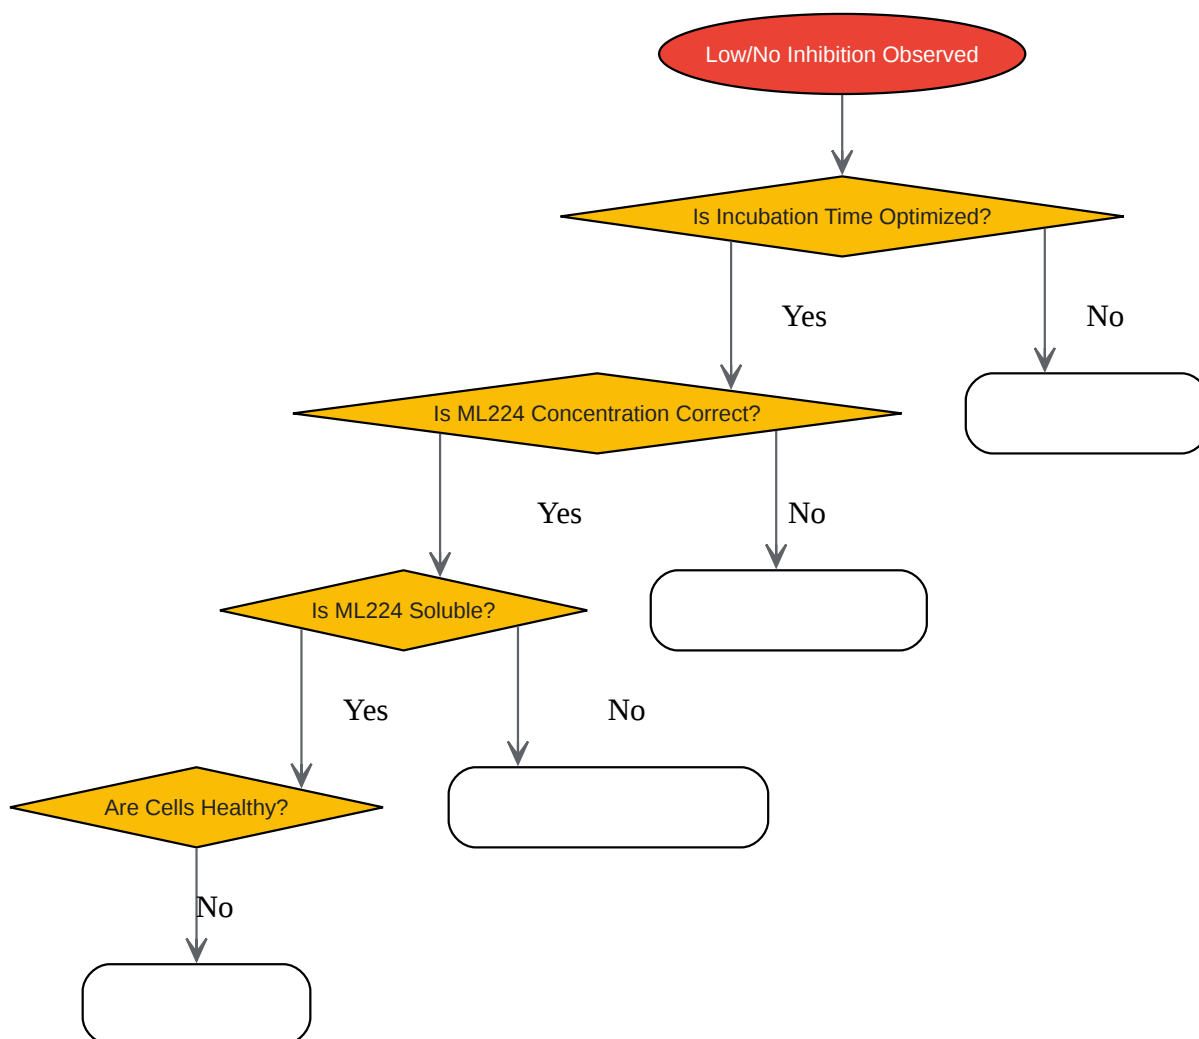 Low/No Inhibition Observed
Is Incubation Time Optimized?
Yes
No
Is ML224 Concentration Correct?
Yes
No
Is ML224 Soluble?
Yes
No
Are Cells Healthy?
No